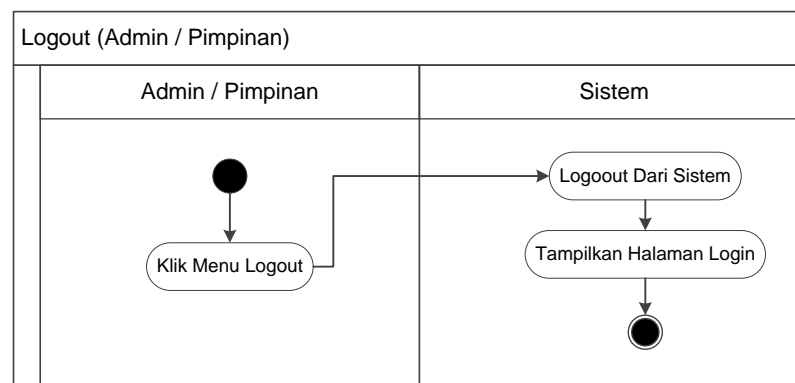 Logout (Admin / Pimpinan)
Admin / Pimpinan
Sistem
Logoout Dari Sistem
Klik Menu Logout
Tampilkan Halaman Login